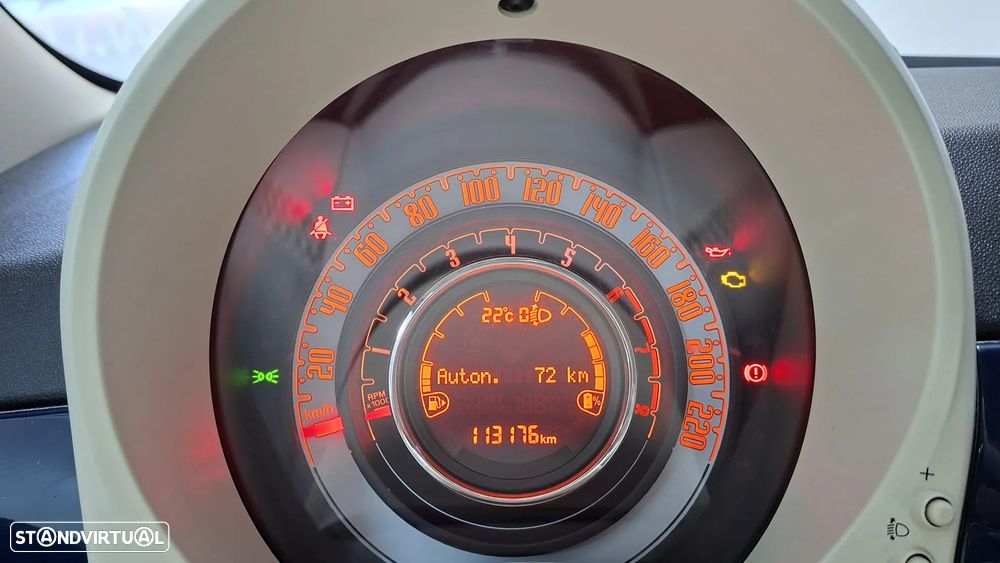 20 40 60 80 100 120 140 160 180 200 220
km/h
1 2 3 4 5 6 7 8
RPM
x1000
22°C 0
Auton. 72 km
%
113176km
+
STANDVIRTUAL